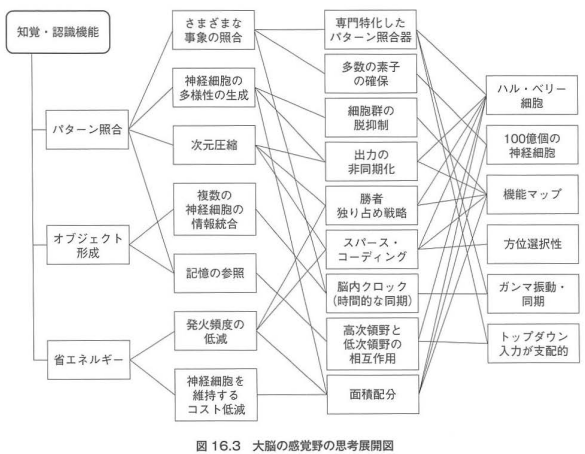 知覚・認識機能
パターン照合
オブジェクト
形成
省エネルギー
さまざまな
事象の照合
神経細胞の
多様性の生成
次元圧縮
複数の
神経細胞の
情報統合
記憶の参照
発火頻度の
低減
神経細胞を
維持する
コスト低減
専門特化した
パターン照合器
多数の素子
の確保
細胞群の
脱抑制
出力の
非同期化
勝者
独り占め戦略
スパース・
コーディング
脳内クロック
(時間的な同期)
高次領野と
低次領野の
相互作用
面積配分
ハル・ベリー
細胞
100億個の
神経細胞
機能マップ
方位選択性
ガンマ振動・
同期
トップダウン
入力が支配的
図 16.3 大脳の感覚野の思考展開図